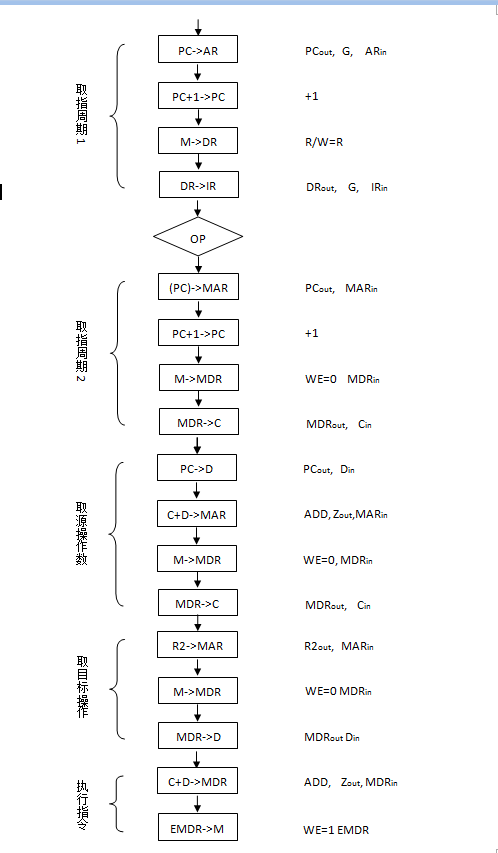 取指周期1
PC->AR PCout, G, ARin
PC+1->PC +1
M->DR R/W=R
DR->IR DRout, G, IRin
OP
取指周期2
(PC)->MAR PCout, MARin
PC+1->PC +1
M->MDR WE=0 MDRin
MDR->C MDRout, Cin
取源操作数
PC->D PCout, Din
C+D->MAR ADD,Zout,MARin
M->MDR WE=0,MDRin
MDR->C MDRout, Cin
取目标操作
R2->MAR R2out, MARin
M->MDR WE=0 MDRin
MDR->D MDRout Din
执行指令
C+D->MDR ADD, Zout, MDRin
EMDR->M WE=1 EMDR